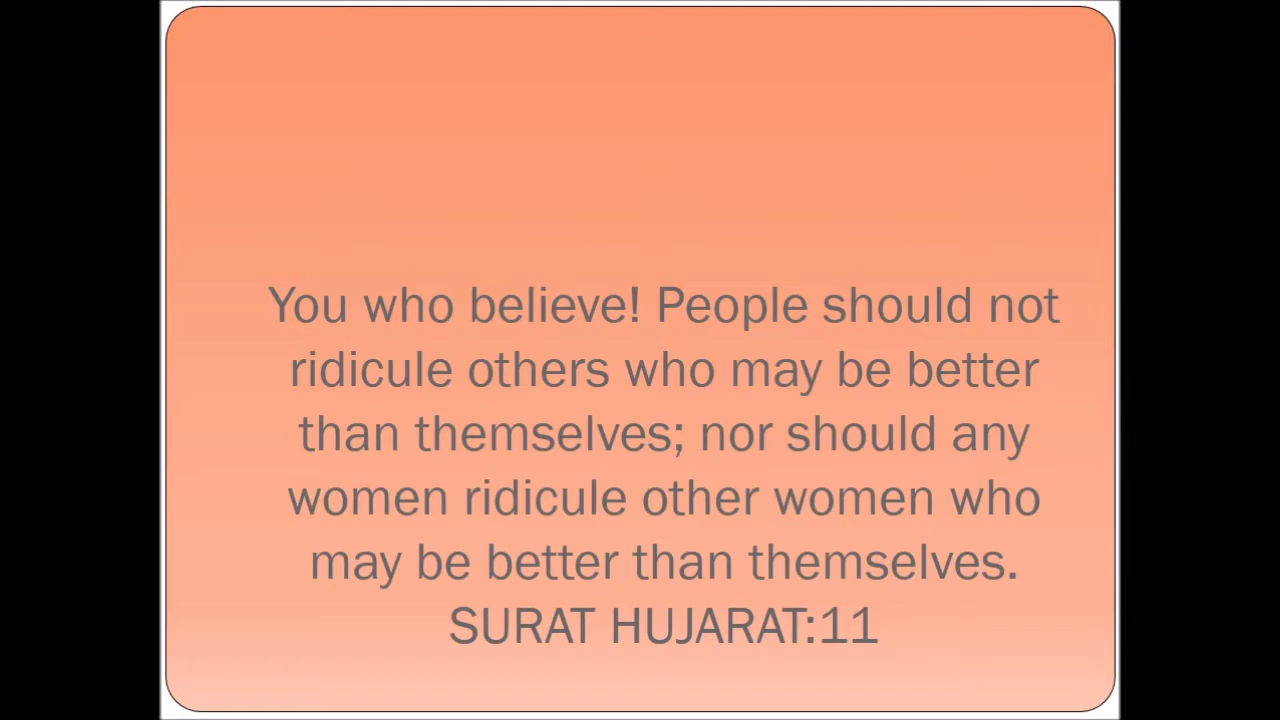 You who believe! People should not
ridicule others who may be better
than themselves; nor should any
women ridicule other women who
may be better than themselves.
SURAT HUJARAT:11